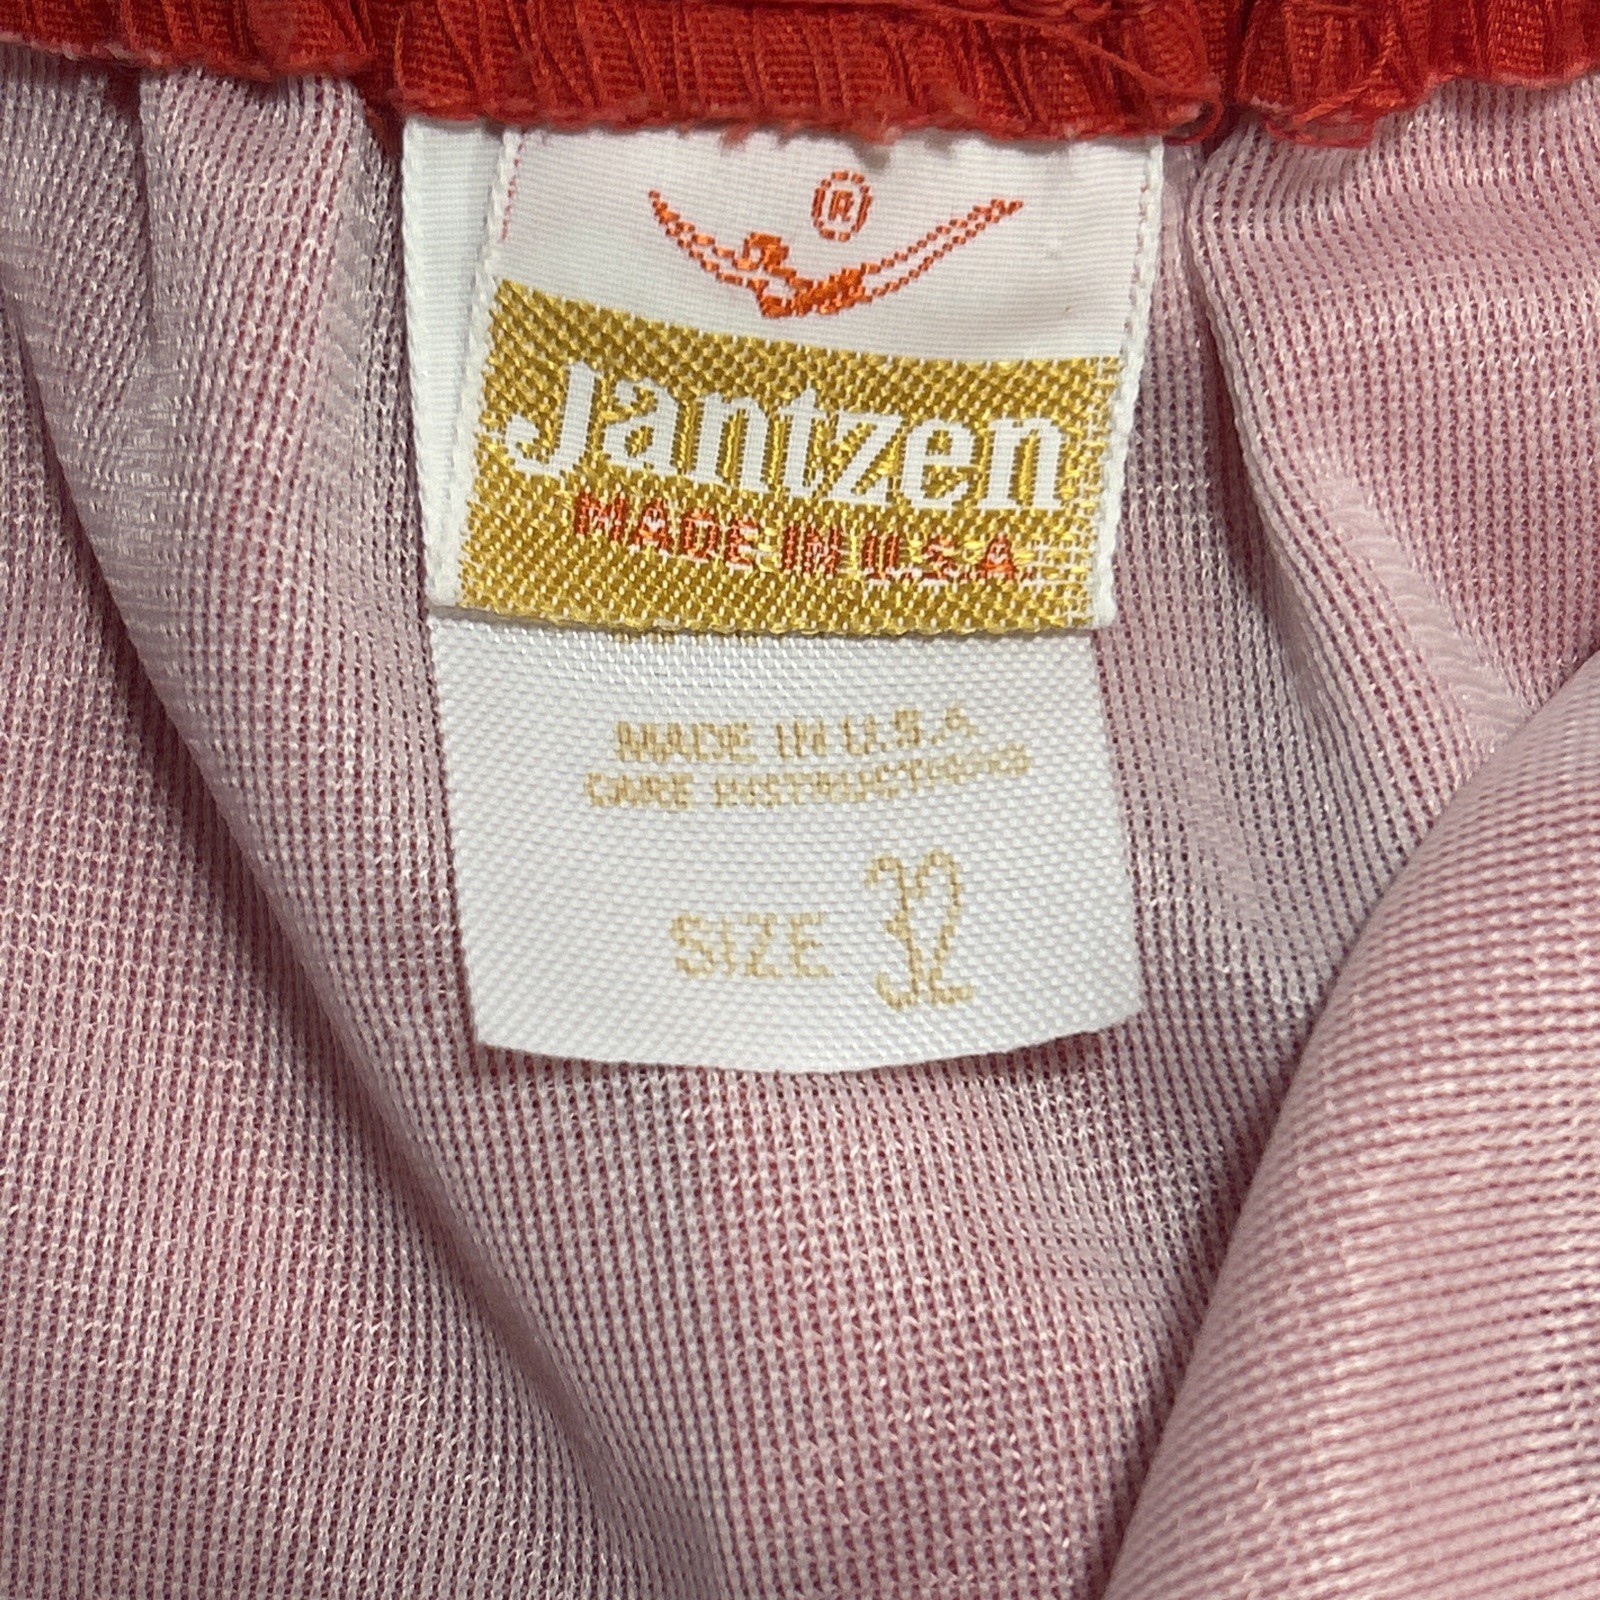 ®
Jantzen
MADE IN U.S.A.
MADE IN U.S.A.
CARE INSTRUCTIONS
SIZE 32